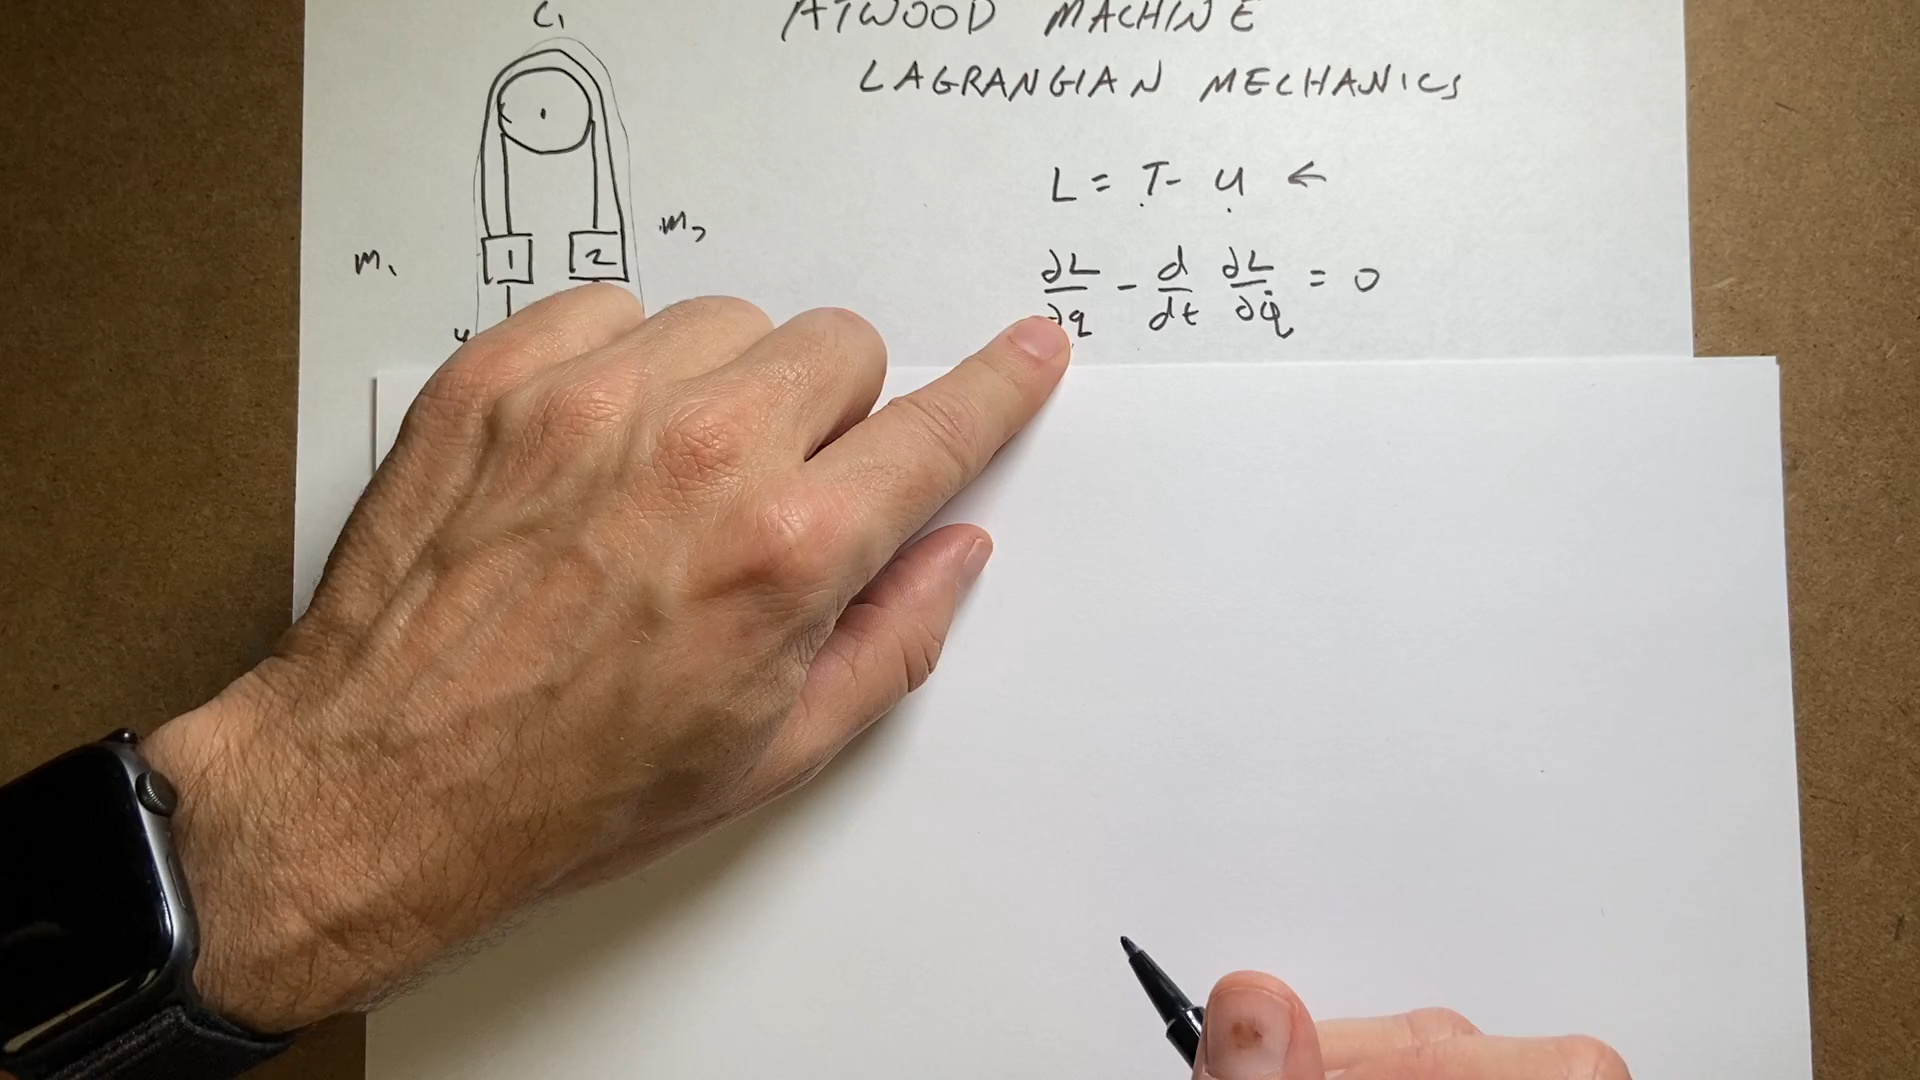 C₁
ATWOOD MACHINE
LAGRANGIAN MECHANICS
L = T - U ←
m₂
m₁
1 2
∂L/∂q - d/dt ∂L/∂q̇ = 0